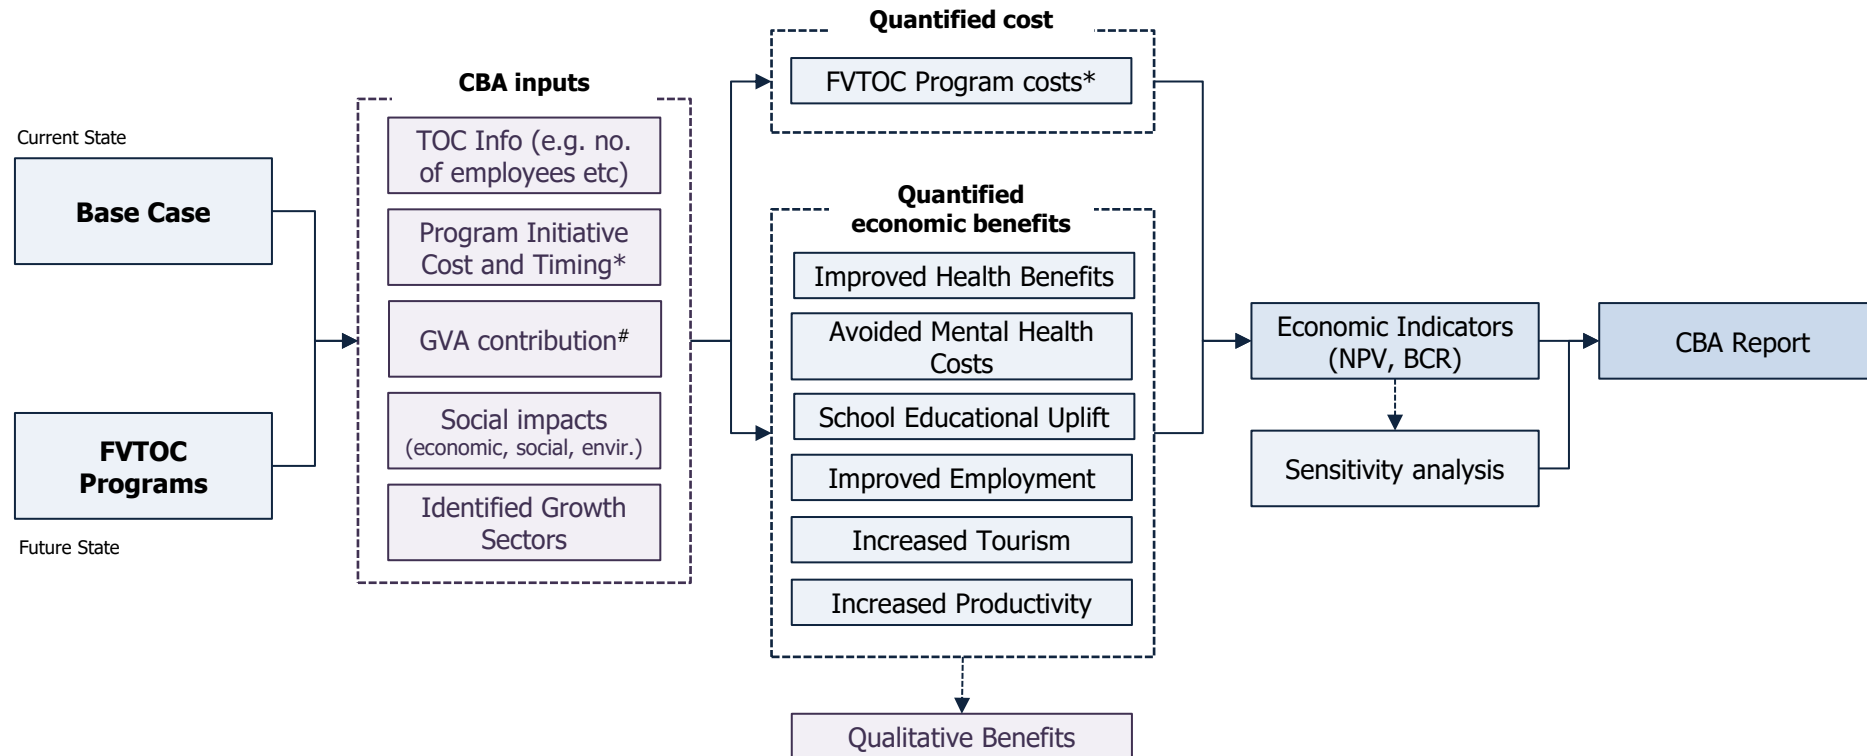 Current State
Base Case
FVTOC
Programs
Future State
CBA inputs
TOC Info (e.g. no.
of employees etc)
Program Initiative
Cost and Timing*
GVA contribution#
Social impacts
(economic, social, envir.)
Identified Growth
Sectors
Quantified cost
FVTOC Program costs*
Quantified
economic benefits
Improved Health Benefits
Avoided Mental Health
Costs
School Educational Uplift
Improved Employment
Increased Tourism
Increased Productivity
Qualitative Benefits
Economic Indicators
(NPV, BCR)
Sensitivity analysis
CBA Report